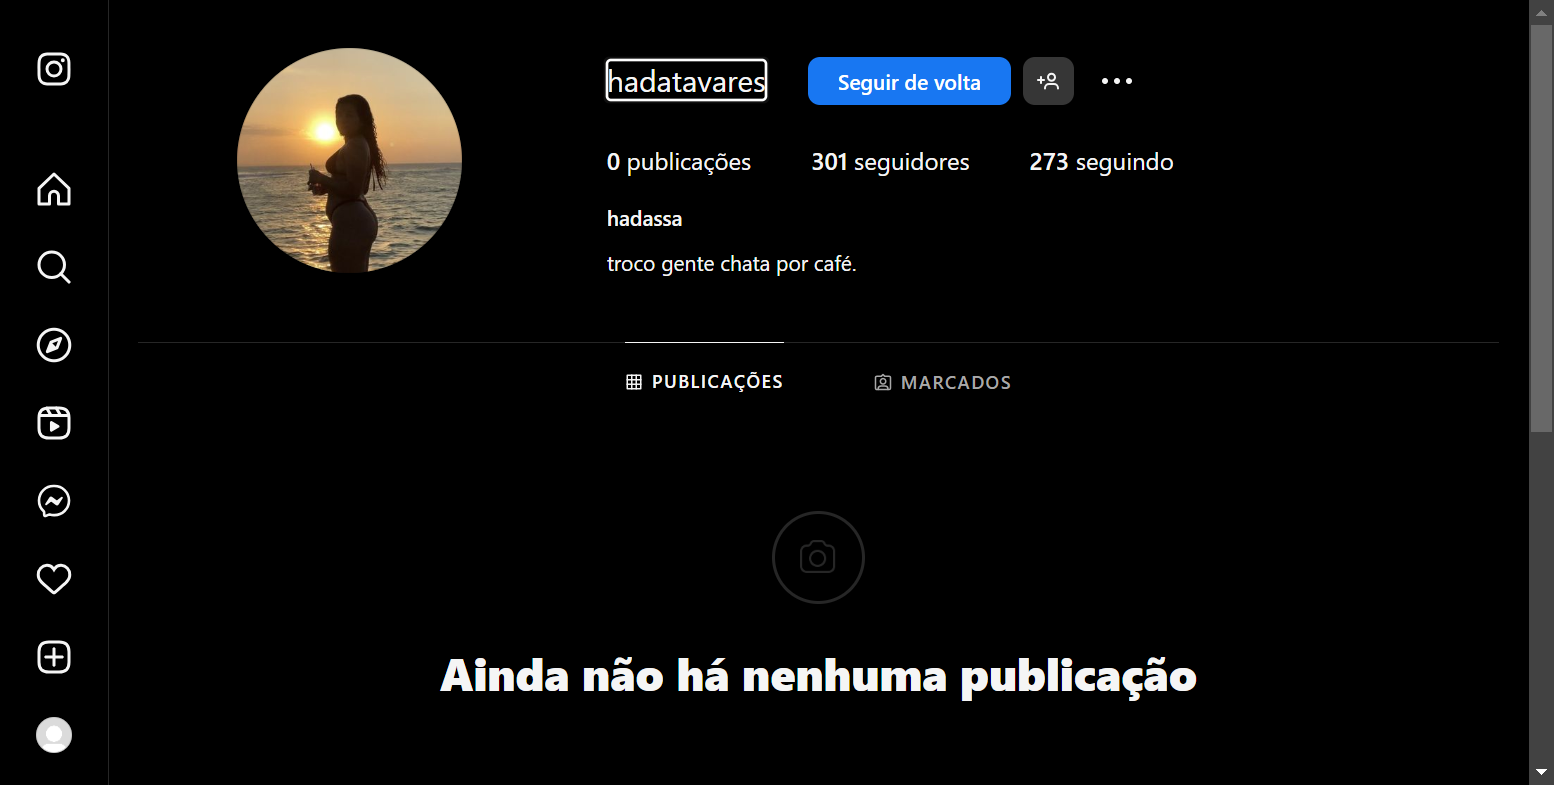 hadatavares
Seguir de volta
0 publicações
301 seguidores
273 seguindo
hadassa
troco gente chata por café.
PUBLICAÇÕES
MARCADOS
Ainda não há nenhuma publicação